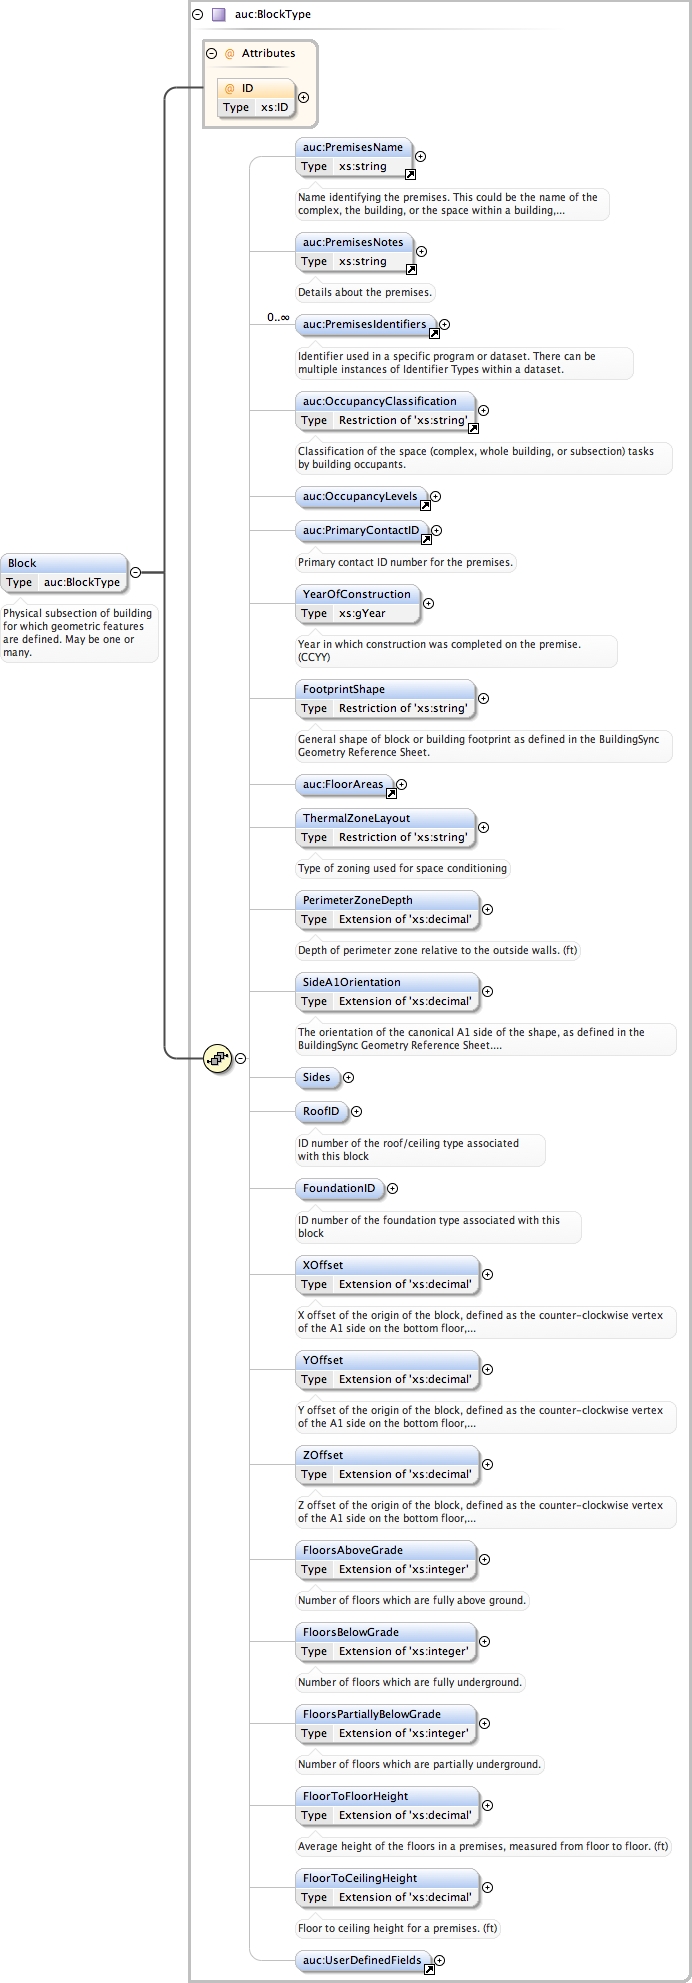 auc:BlockType
@ Attributes
@ ID
Type xs:ID
auc:PremisesName
Type xs:string
Name identifying the premises. This could be the name of the
complex, the building, or the space within a building,...
auc:PremisesNotes
Type xs:string
Details about the premises.
0..∞
auc:PremisesIdentifiers
Identifier used in a specific program or dataset. There can be
multiple instances of Identifier Types within a dataset.
auc:OccupancyClassification
Type Restriction of 'xs:string'
Classification of the space (complex, whole building, or subsection) tasks
by building occupants.
auc:OccupancyLevels
auc:PrimaryContactID
Primary contact ID number for the premises.
Block
Type auc:BlockType
Physical subsection of building
for which geometric features
are defined. May be one or
many.
YearOfConstruction
Type xs:gYear
Year in which construction was completed on the premise.
(CCYY)
FootprintShape
Type Restriction of 'xs:string'
General shape of block or building footprint as defined in the BuildingSync
Geometry Reference Sheet.
auc:FloorAreas
ThermalZoneLayout
Type Restriction of 'xs:string'
Type of zoning used for space conditioning
PerimeterZoneDepth
Type Extension of 'xs:decimal'
Depth of perimeter zone relative to the outside walls. (ft)
SideA1Orientation
Type Extension of 'xs:decimal'
The orientation of the canonical A1 side of the shape, as defined in the
BuildingSync Geometry Reference Sheet....
Sides
RoofID
ID number of the roof/ceiling type associated
with this block
FoundationID
ID number of the foundation type associated with this
block
XOffset
Type Extension of 'xs:decimal'
X offset of the origin of the block, defined as the counter-clockwise vertex
of the A1 side on the bottom floor,...
YOffset
Type Extension of 'xs:decimal'
Y offset of the origin of the block, defined as the counter-clockwise vertex
of the A1 side on the bottom floor,...
ZOffset
Type Extension of 'xs:decimal'
Z offset of the origin of the block, defined as the counter-clockwise vertex
of the A1 side on the bottom floor,...
FloorsAboveGrade
Type Extension of 'xs:integer'
Number of floors which are fully above ground.
FloorsBelowGrade
Type Extension of 'xs:integer'
Number of floors which are fully underground.
FloorsPartiallyBelowGrade
Type Extension of 'xs:integer'
Number of floors which are partially underground.
FloorToFloorHeight
Type Extension of 'xs:decimal'
Average height of the floors in a premises, measured from floor to floor. (ft)
FloorToCeilingHeight
Type Extension of 'xs:decimal'
Floor to ceiling height for a premises. (ft)
auc:UserDefinedFields